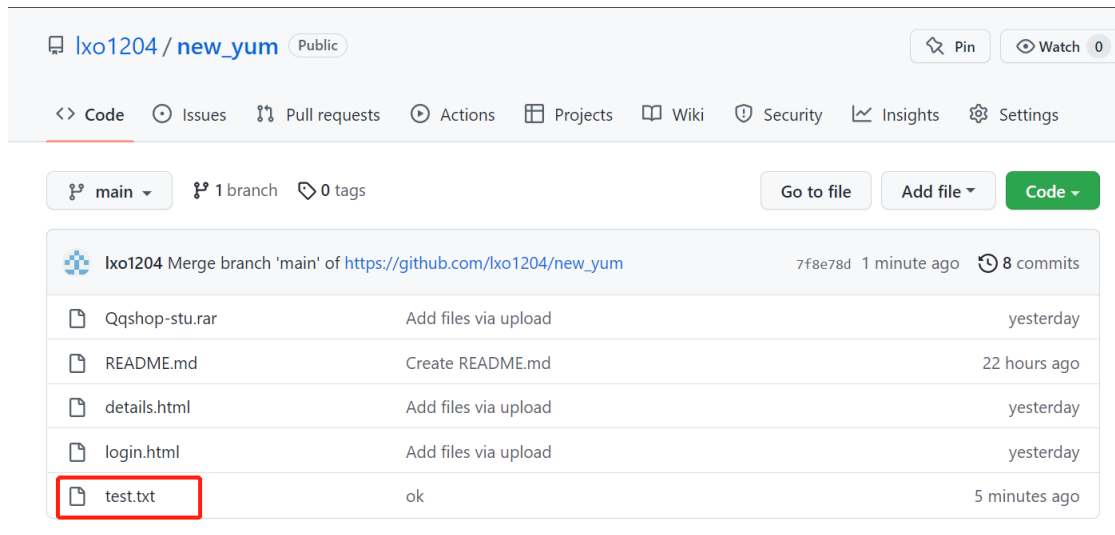 lxo1204 / new_yum Public Pin Watch 0
Code Issues Pull requests Actions Projects Wiki Security Insights Settings
main 1 branch 0 tags Go to file Add file Code
lxo1204 Merge branch 'main' of https://github.com/lxo1204/new_yum 7f8e78d 1 minute ago 8 commits
Qqshop-stu.rar Add files via upload yesterday
README.md Create README.md 22 hours ago
details.html Add files via upload yesterday
login.html Add files via upload yesterday
test.txt ok 5 minutes ago